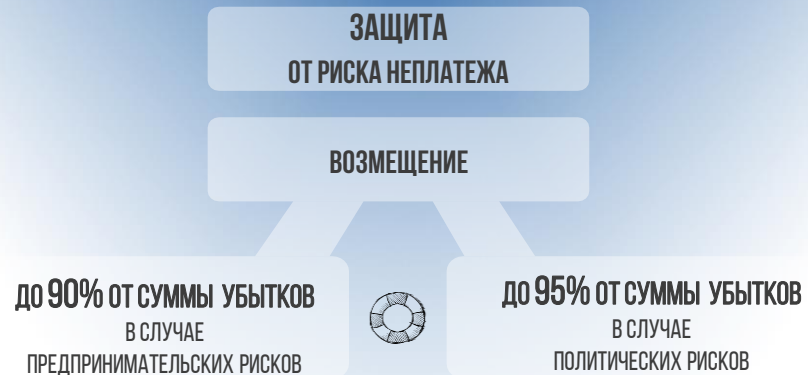 ЗАЩИТА
ОТ РИСКА НЕПЛАТЕЖА
ВОЗМЕЩЕНИЕ
ДО 90% ОТ СУММЫ УБЫТКОВ
В СЛУЧАЕ
ПРЕДПРИНИМАТЕЛЬСКИХ РИСКОВ
ДО 95% ОТ СУММЫ УБЫТКОВ
В СЛУЧАЕ
ПОЛИТИЧЕСКИХ РИСКОВ